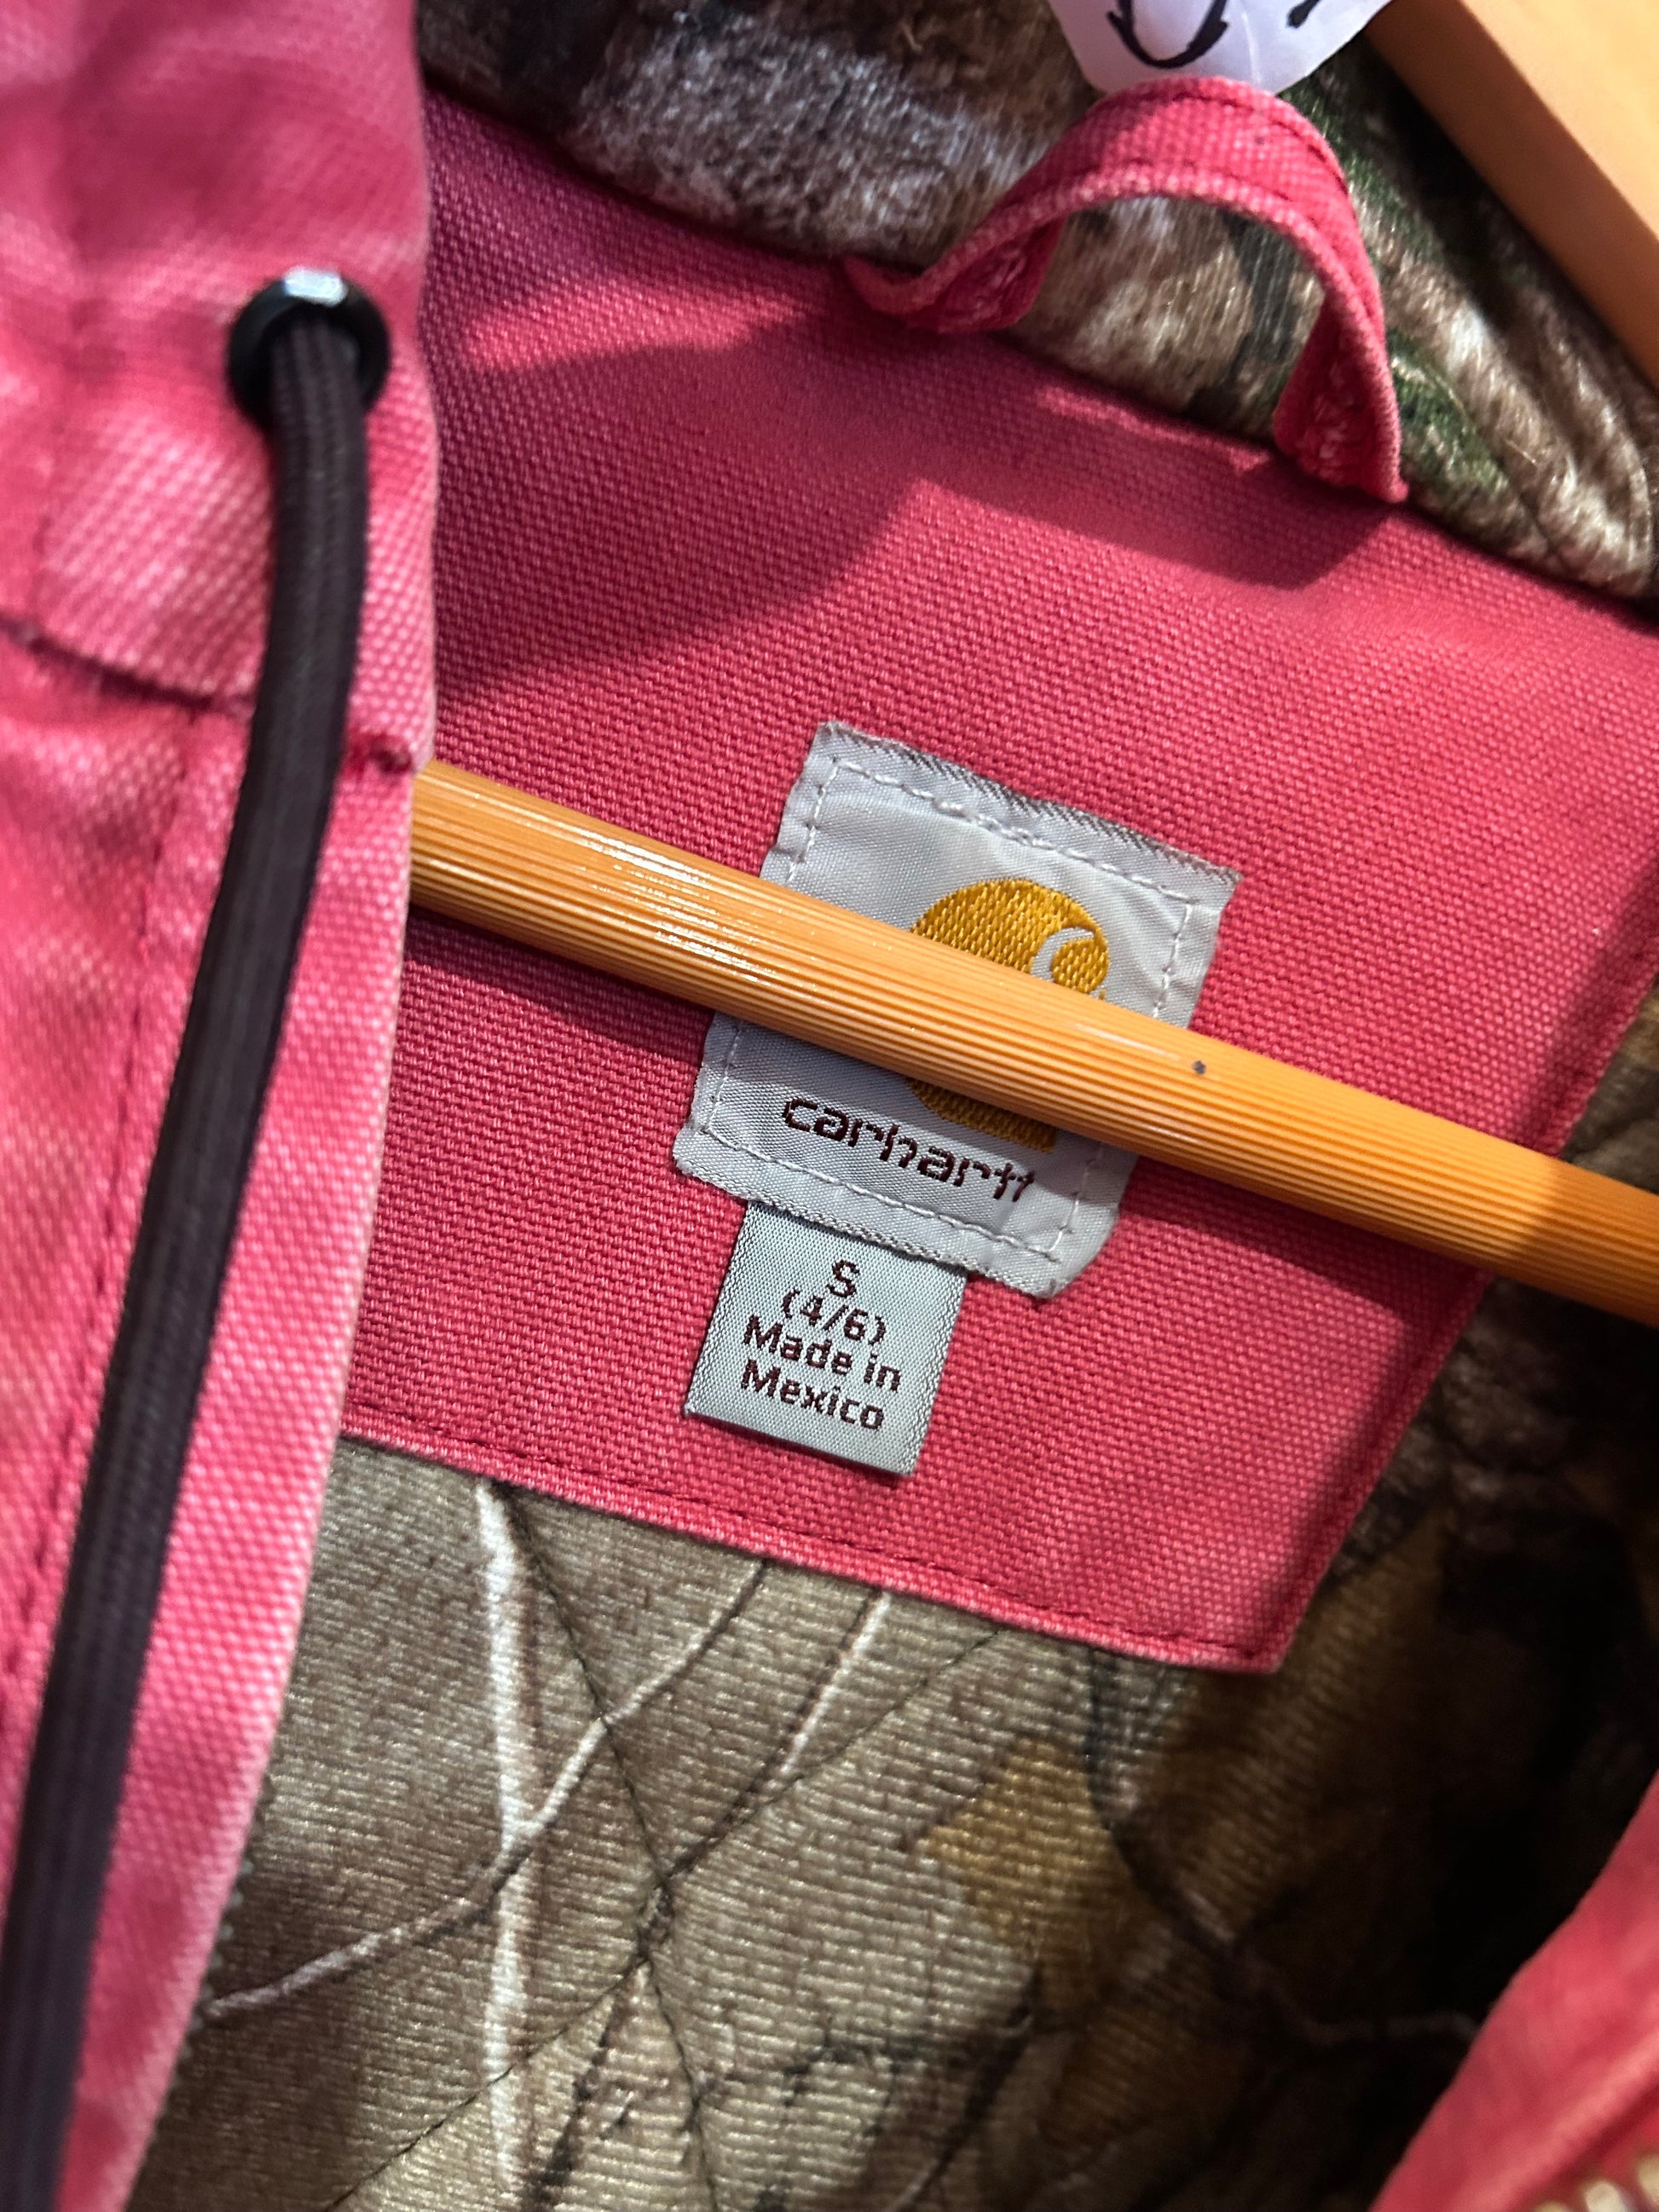 carhartt
S
(4/6)
Made in
Mexico